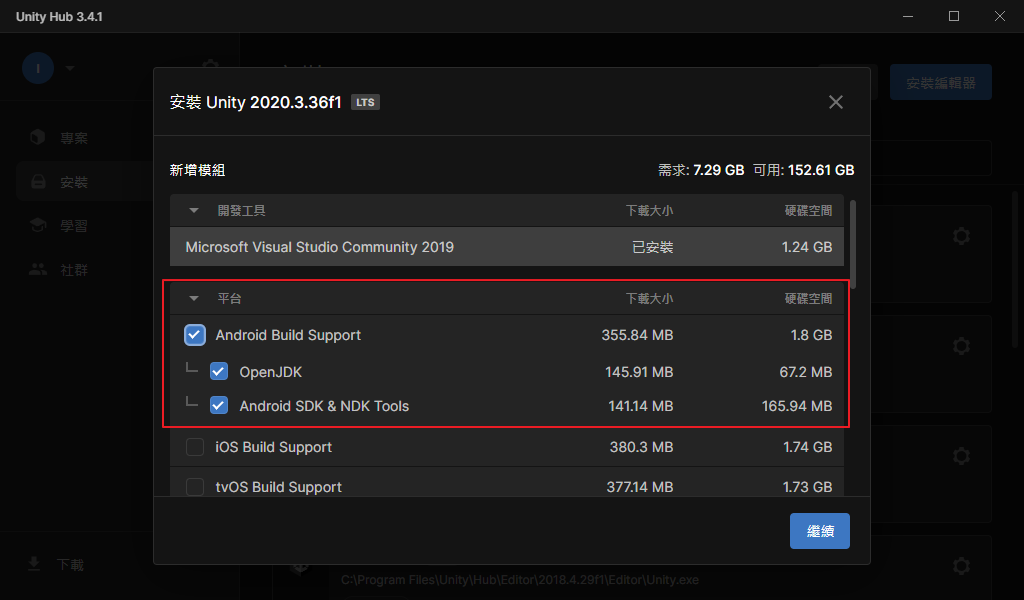 Unity Hub 3.4.1
I
安裝 Unity 2020.3.36f1 LTS
安裝編輯器
新增模組 需求: 7.29 GB 可用: 152.61 GB
專案
安裝
學習
社群
開發工具 下載大小 硬碟空間
Microsoft Visual Studio Community 2019 已安裝 1.24 GB
平台 下載大小 硬碟空間
Android Build Support 355.84 MB 1.8 GB
OpenJDK 145.91 MB 67.2 MB
Android SDK & NDK Tools 141.14 MB 165.94 MB
iOS Build Support 380.3 MB 1.74 GB
tvOS Build Support 377.14 MB 1.73 GB
繼續
下載
C:\Program Files\Unity\Hub\Editor\2018.4.29f1\Editor\Unity.exe